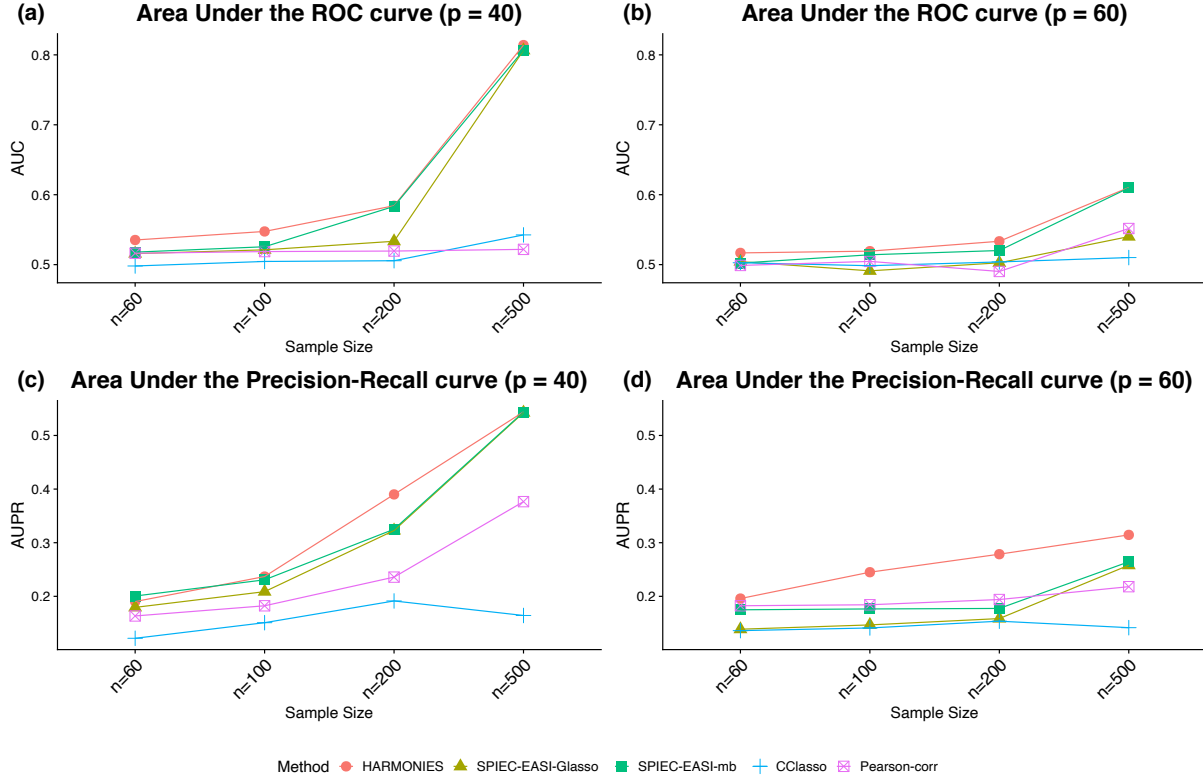 (a) Area Under the ROC curve (p = 40)
0.8
0.7
0.6
0.5
AUC
n=60
n=100
n=200
n=500
Sample Size
(b) Area Under the ROC curve (p = 60)
0.8
0.7
0.6
0.5
AUC
n=60
n=100
n=200
n=500
Sample Size
(c) Area Under the Precision-Recall curve (p = 40)
0.5
0.4
0.3
0.2
AUPR
n=60
n=100
n=200
n=500
Sample Size
(d) Area Under the Precision-Recall curve (p = 60)
0.5
0.4
0.3
0.2
AUPR
n=60
n=100
n=200
n=500
Sample Size
Method HARMONIES SPIEC-EASI-Glasso SPIEC-EASI-mb CClasso Pearson-corr